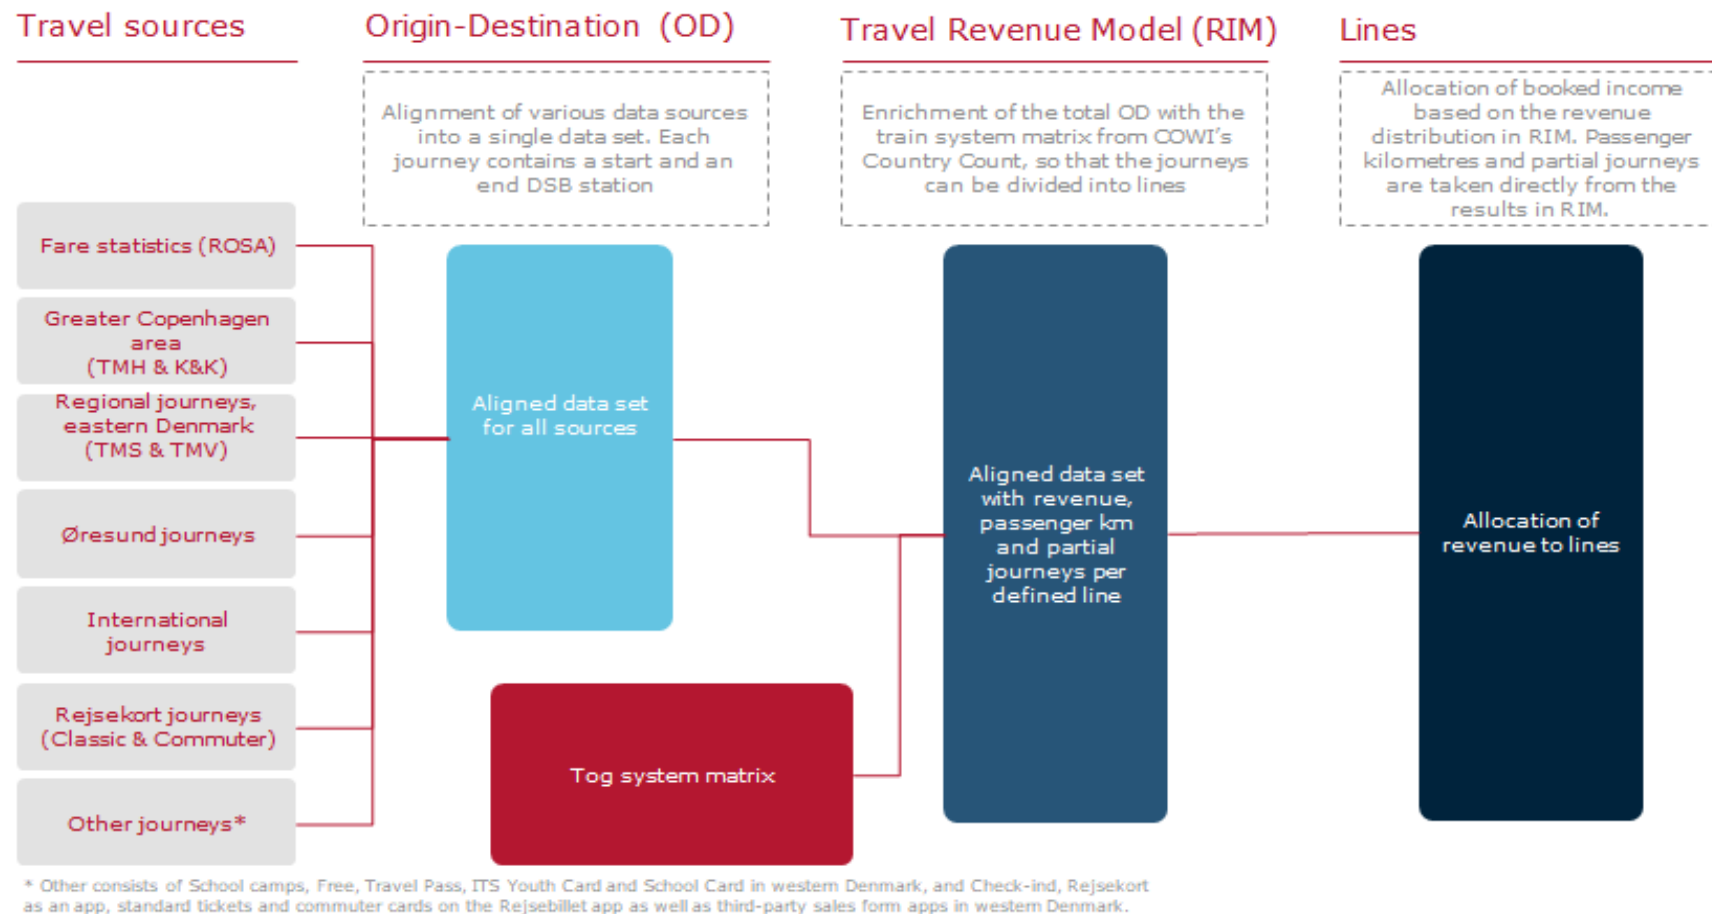 Travel sources
Origin-Destination (OD)
Travel Revenue Model (RIM)
Lines
Alignment of various data sources
into a single data set. Each
journey contains a start and an
end DSB station
Enrichment of the total OD with the
train system matrix from COWI's
Country Count, so that the journeys
can be divided into lines
Allocation of booked income
based on the revenue
distribution in RIM. Passenger
kilometres and partial journeys
are taken directly from the
results in RIM.
Fare statistics (ROSA)
Greater Copenhagen
area
(TMH & K&K)
Regional journeys,
eastern Denmark
(TMS & TMV)
Øresund journeys
International
journeys
Rejsekort journeys
(Classic & Commuter)
Other journeys*
Aligned data set
for all sources
Tog system matrix
Aligned data set
with revenue,
passenger km
and partial
journeys per
defined line
Allocation of
revenue to lines
* Other consists of School camps, Free, Travel Pass, ITS Youth Card and School Card in western Denmark, and Check-ind, Rejsekort
as an app, standard tickets and commuter cards on the Rejsebillet app as well as third-party sales form apps in western Denmark.